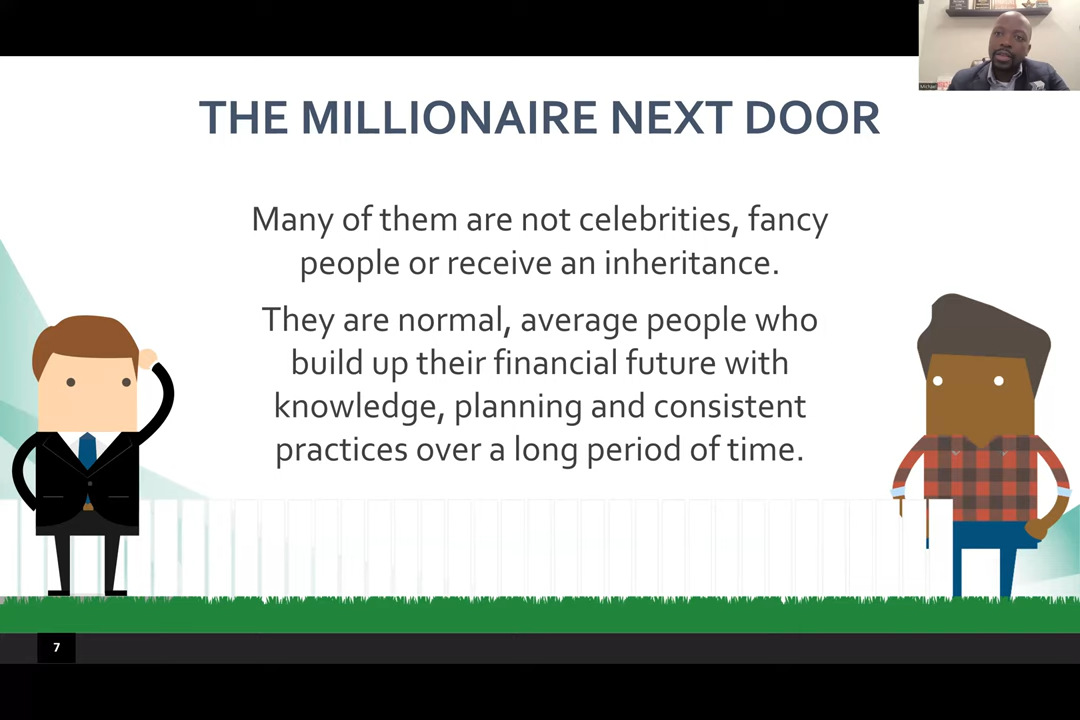 THE MILLIONAIRE NEXT DOOR
Many of them are not celebrities, fancy
people or receive an inheritance.
They are normal, average people who
build up their financial future with
knowledge, planning and consistent
practices over a long period of time.
7
Michael